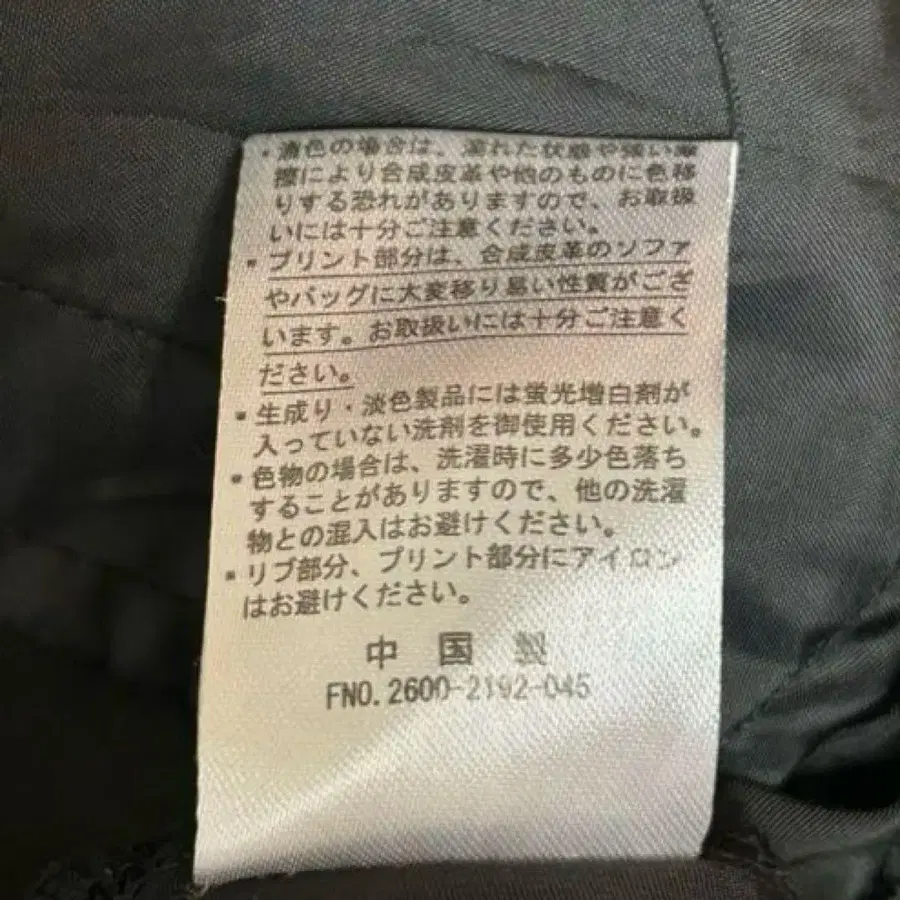 ・濃色の場合は、濡れた状態や強い摩
擦により合成皮革や他のものに色移
りする恐れがありますので、お取扱
いには十分ご注意ください。
▪プリント部分は、合成皮革のソファ
やバッグに大変移り易い性質がござ
います。お取扱いには十分ご注意く
ださい。
▪生成り・淡色製品には蛍光増白剤が
入っていない洗剤を御使用ください。
▪色物の場合は、洗濯時に多少色落ち
することがありますので、他の洗濯
物との混入はお避けください。
▪リブ部分、プリント部分にアイロン
はお避けください。
中 国 製
FNO.2600-2192-045